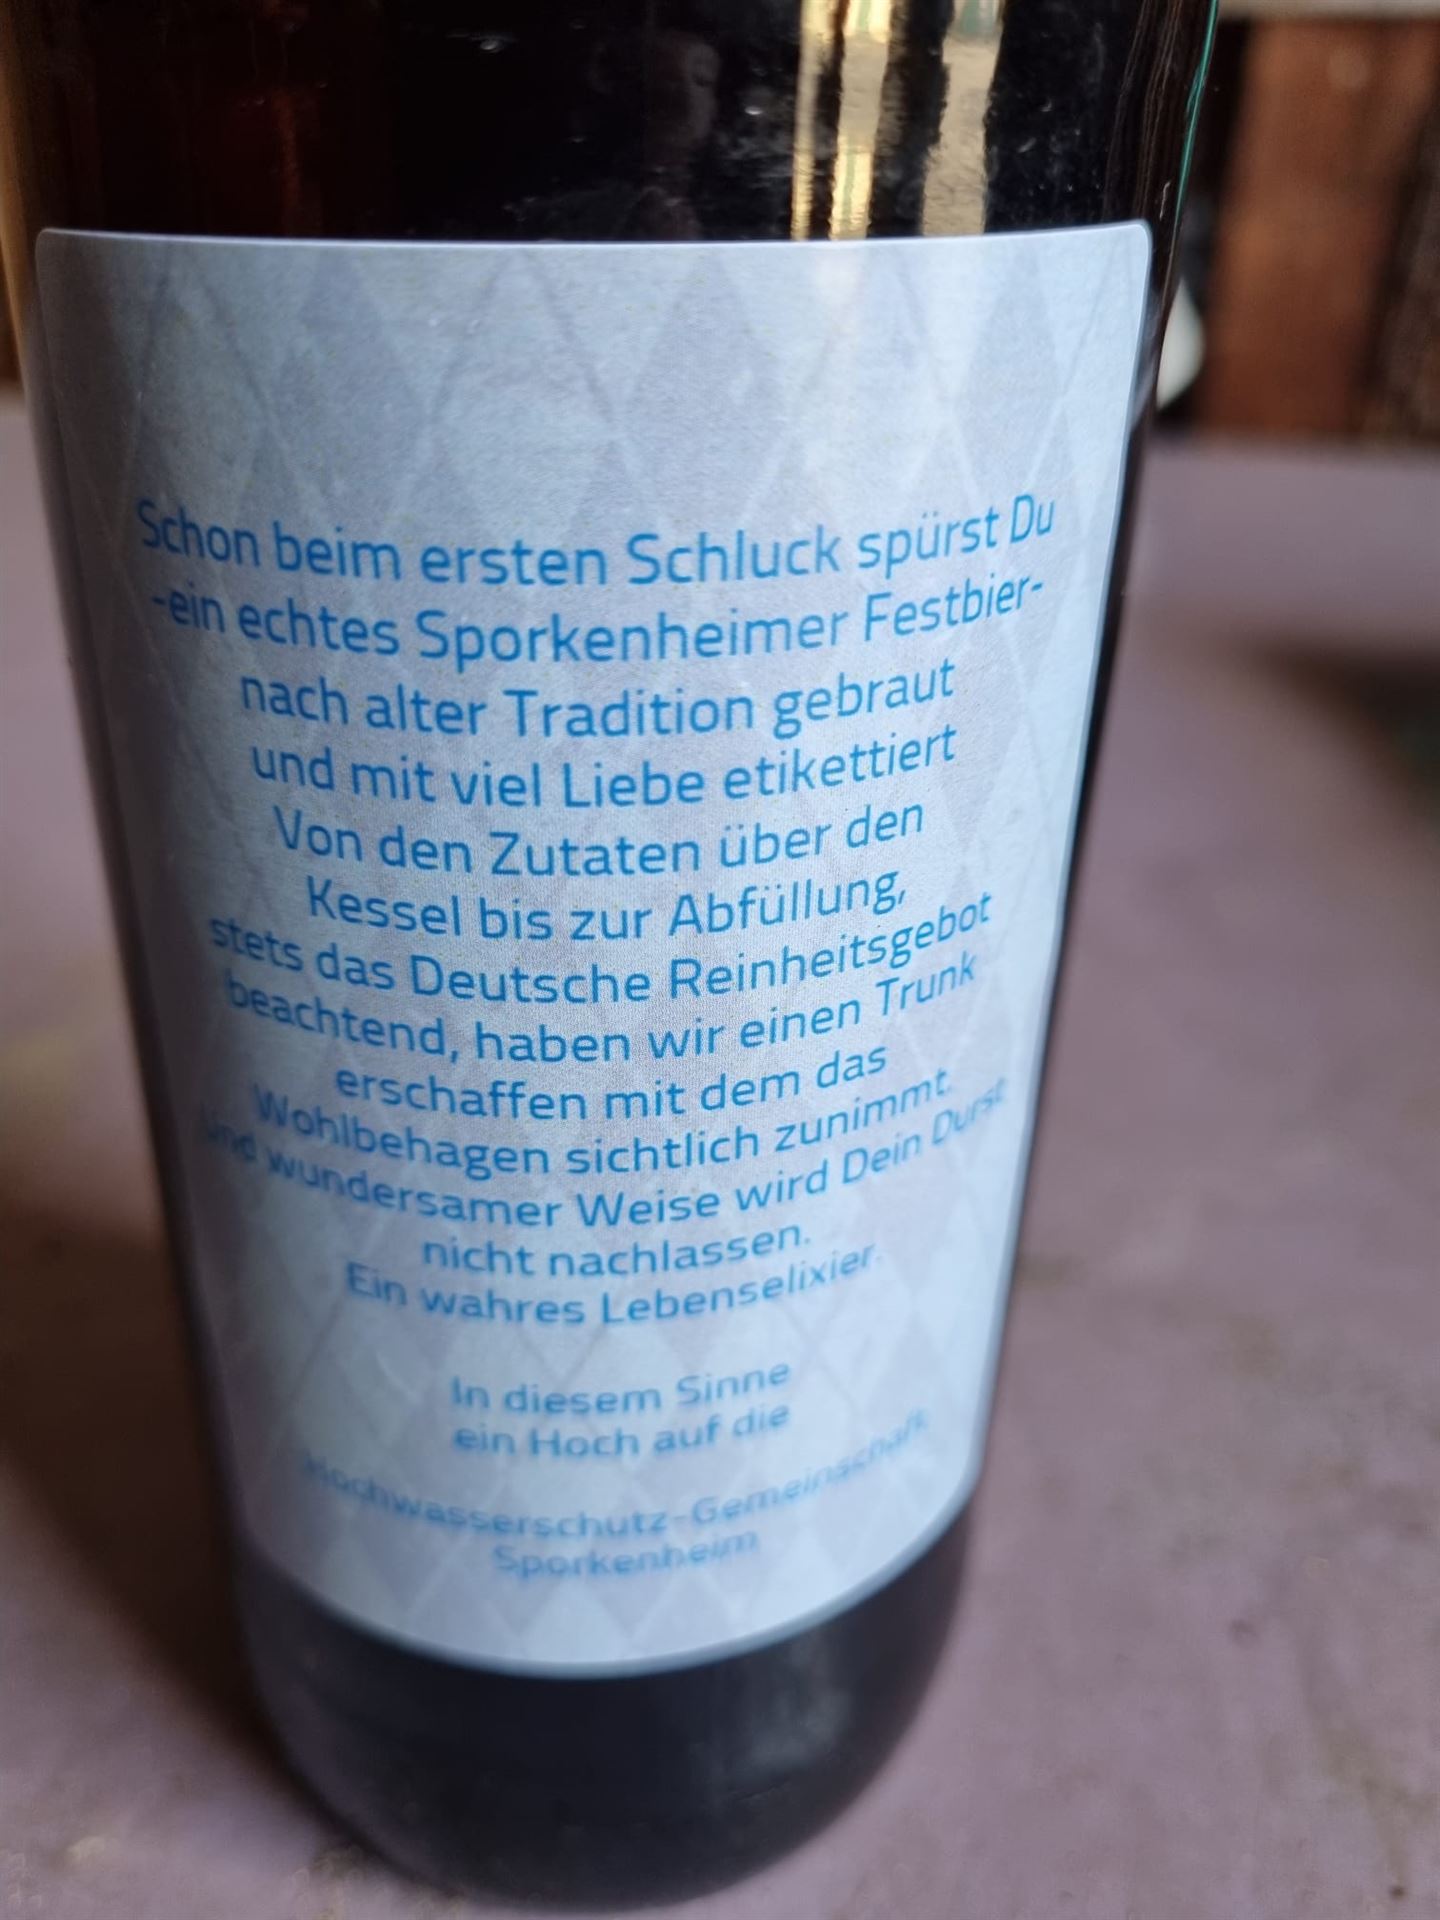 Schon beim ersten Schluck spürst Du
-ein echtes Sporkenheimer Festbier-
nach alter Tradition gebraut
und mit viel Liebe etikettiert
Von den Zutaten über den
Kessel bis zur Abfüllung,
stets das Deutsche Reinheitsgebot
beachtend, haben wir einen Trunk
erschaffen mit dem das
Wohlbehagen sichtlich zunimmt.
Und wundersamer Weise wird Dein Durst
nicht nachlassen.
Ein wahres Lebenselixier.
In diesem Sinne
ein Hoch auf die
Hochwasserschutz-Gemeinschaft
Sporkenheim